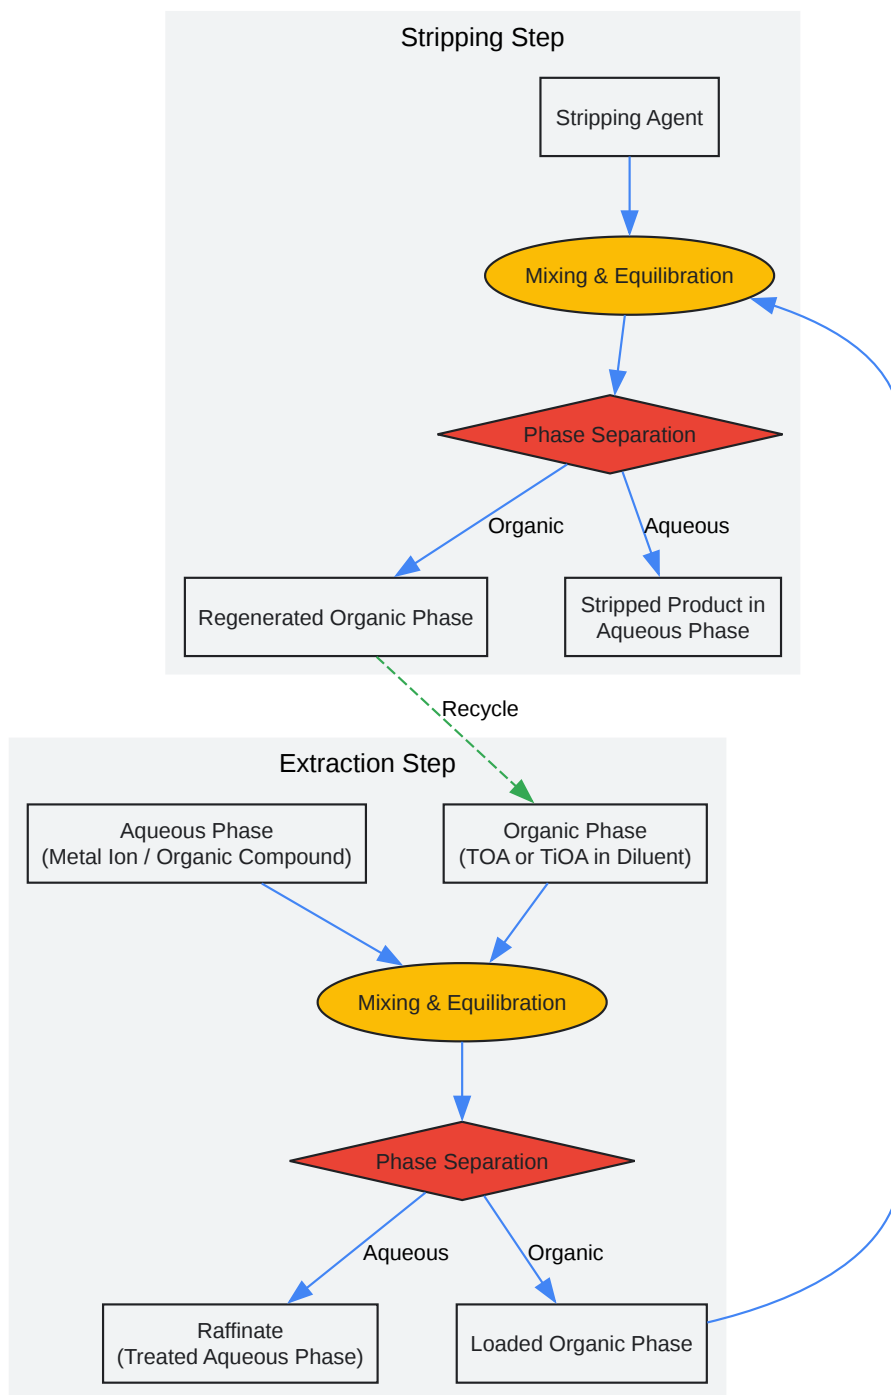 Stripping Step
Stripping Agent
Mixing & Equilibration
Phase Separation
Organic
Aqueous
Regenerated Organic Phase
Stripped Product in
Aqueous Phase
Recycle
Extraction Step
Aqueous Phase
(Metal Ion / Organic Compound)
Organic Phase
(TOA or TiOA in Diluent)
Mixing & Equilibration
Phase Separation
Aqueous
Organic
Raffinate
(Treated Aqueous Phase)
Loaded Organic Phase